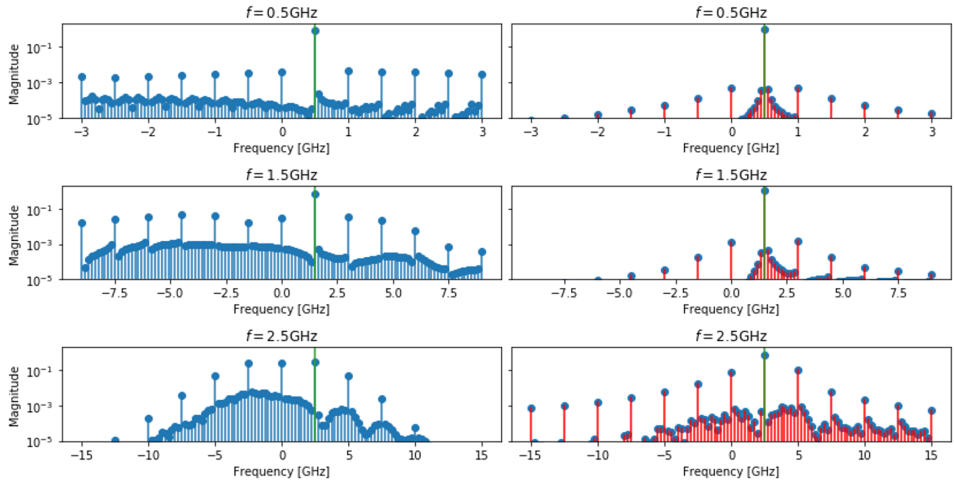 f = 0.5GHz
f = 0.5GHz
Magnitude
10⁻¹
10⁻³
10⁻⁵
−3 −2 −1 0 1 2 3
−3 −2 −1 0 1 2 3
Frequency [GHz]
Frequency [GHz]
f = 1.5GHz
f = 1.5GHz
Magnitude
10⁻¹
10⁻³
10⁻⁵
−7.5 −5.0 −2.5 0.0 2.5 5.0 7.5
−7.5 −5.0 −2.5 0.0 2.5 5.0 7.5
Frequency [GHz]
Frequency [GHz]
f = 2.5GHz
f = 2.5GHz
Magnitude
10⁻¹
10⁻³
10⁻⁵
−15 −10 −5 0 5 10 15
−15 −10 −5 0 5 10 15
Frequency [GHz]
Frequency [GHz]